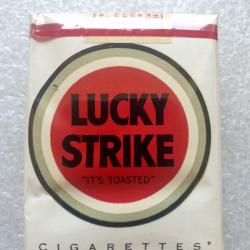 LUCKY
STRIKE
"IT'S TOASTED"
CIGARETTES